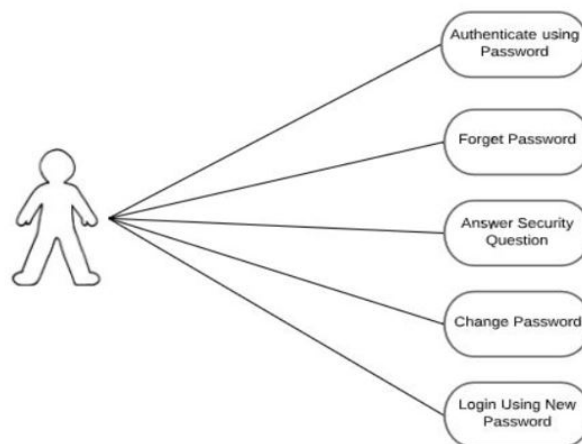 Authenticate using
Password
Forget Password
Answer Security
Question
Change Password
Login Using New
Password